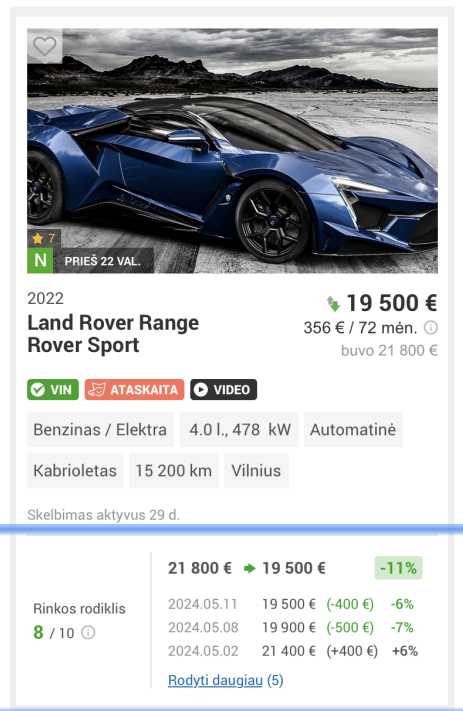 7
N PRIEŠ 22 VAL.
2022
Land Rover Range
Rover Sport
19 500 €
356 € / 72 mėn.
buvo 21 800 €
VIN ATASKAITA VIDEO
Benzinas / Elektra 4.0 l., 478 kW Automatinė
Kabrioletas 15 200 km Vilnius
Skelbimas aktyvus 29 d.
Rinkos rodiklis
8 / 10
21 800 € 19 500 € -11%
2024.05.11 19 500 € (-400 €) -6%
2024.05.08 19 900 € (-500 €) -7%
2024.05.02 21 400 € (+400 €) +6%
Rodyti daugiau (5)